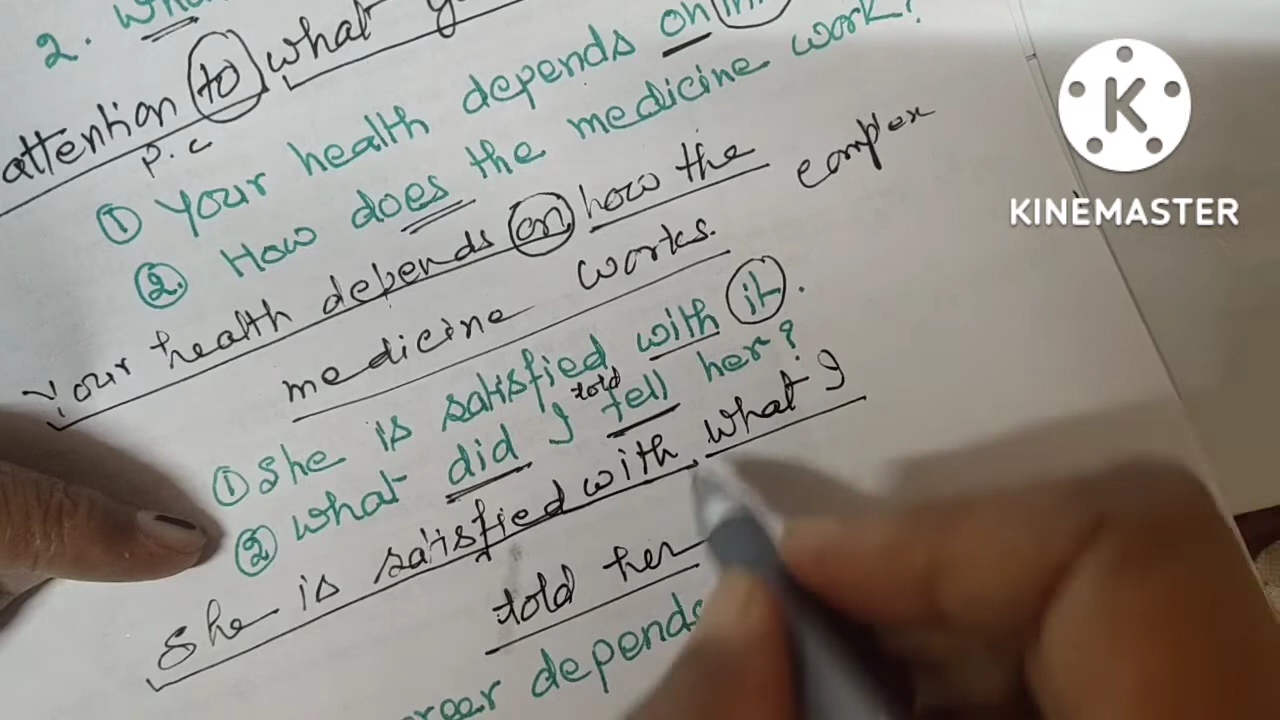 2. What
attention to what
P.C
① Your health depends on
② How does the medicine work?
Your health depends on how the
medicine works.
complex
① She is satisfied with it.
② What did I tell her?
told
She is satisfied with what I
told her
depends
K
KINEMASTER